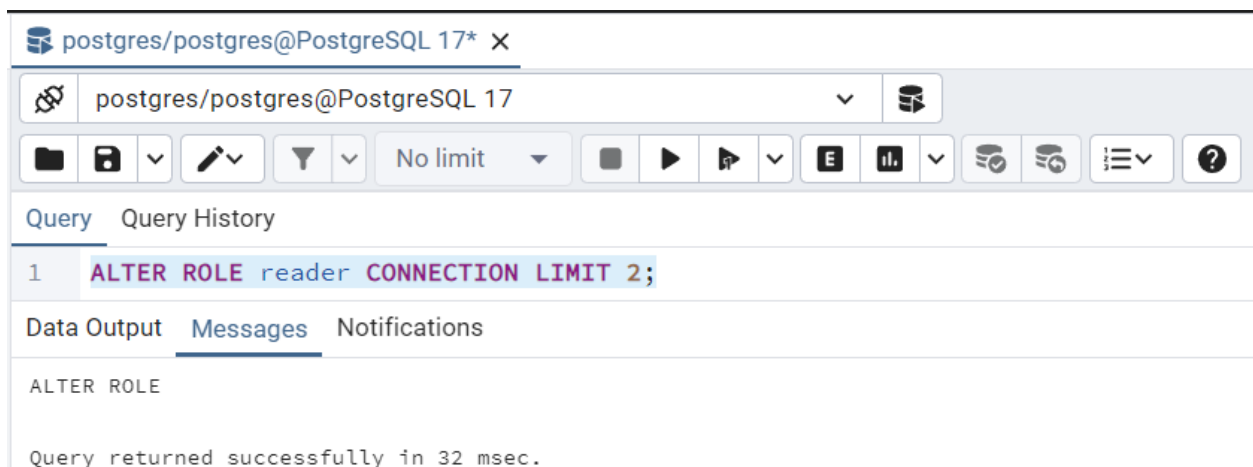 postgres/postgres@PostgreSQL 17*
postgres/postgres@PostgreSQL 17
No limit
Query Query History
1 ALTER ROLE reader CONNECTION LIMIT 2;
Data Output Messages Notifications
ALTER ROLE
Query returned successfully in 32 msec.